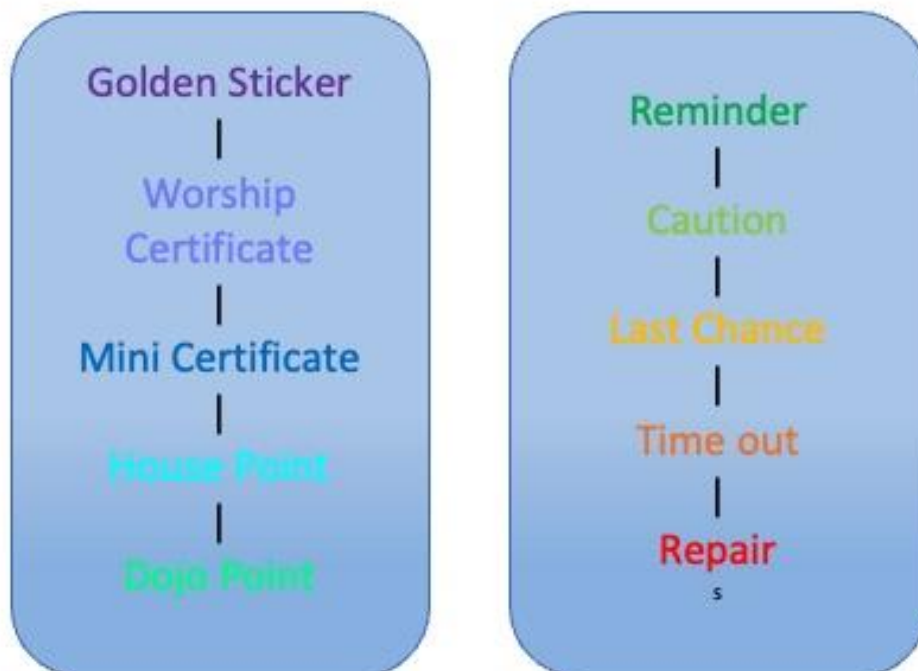 Golden Sticker
Worship
Certificate
Mini Certificate
House Point
Dojo Point
Reminder
Caution
Last Chance
Time out
Repair
s